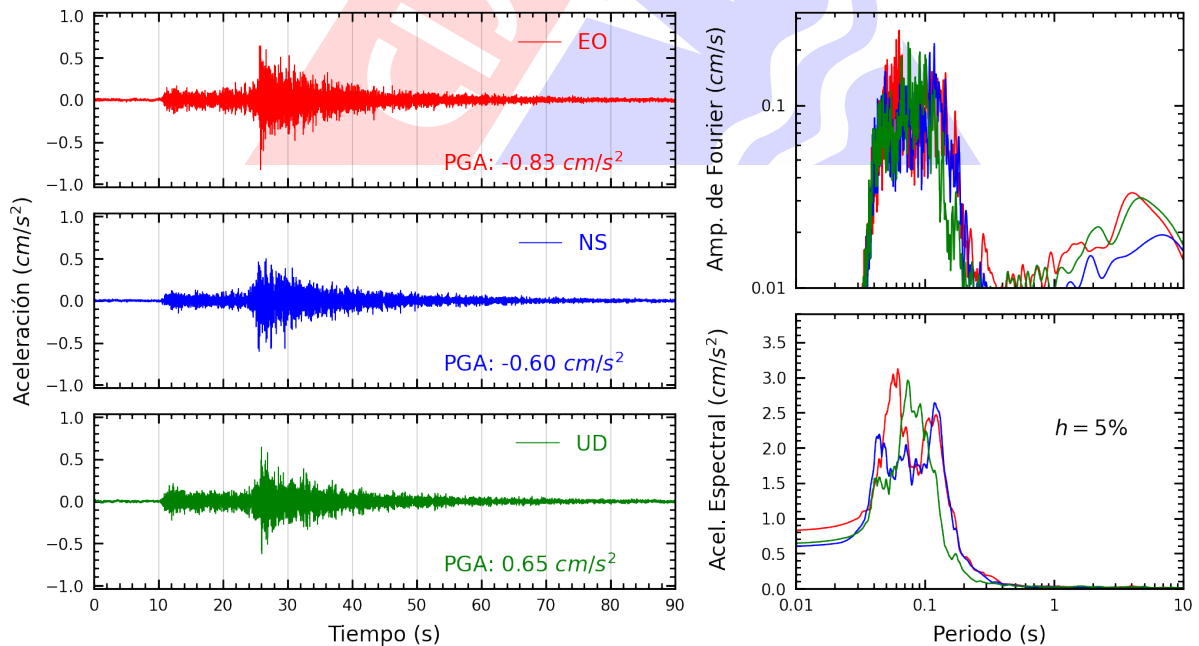 Aceleración (cm/s²)
1.0
0.5
0.0
−0.5
−1.0
EO
PGA: -0.83 cm/s²
1.0
0.5
0.0
−0.5
−1.0
NS
PGA: -0.60 cm/s²
1.0
0.5
0.0
−0.5
−1.0
UD
PGA: 0.65 cm/s²
0 10 20 30 40 50 60 70 80 90
Tiempo (s)
Amp. de Fourier (cm/s)
0.1
0.01
Acel. Espectral (cm/s²)
3.5
3.0
2.5
2.0
1.5
1.0
0.5
0.0
h = 5%
0.01 0.1 1 10
Periodo (s)